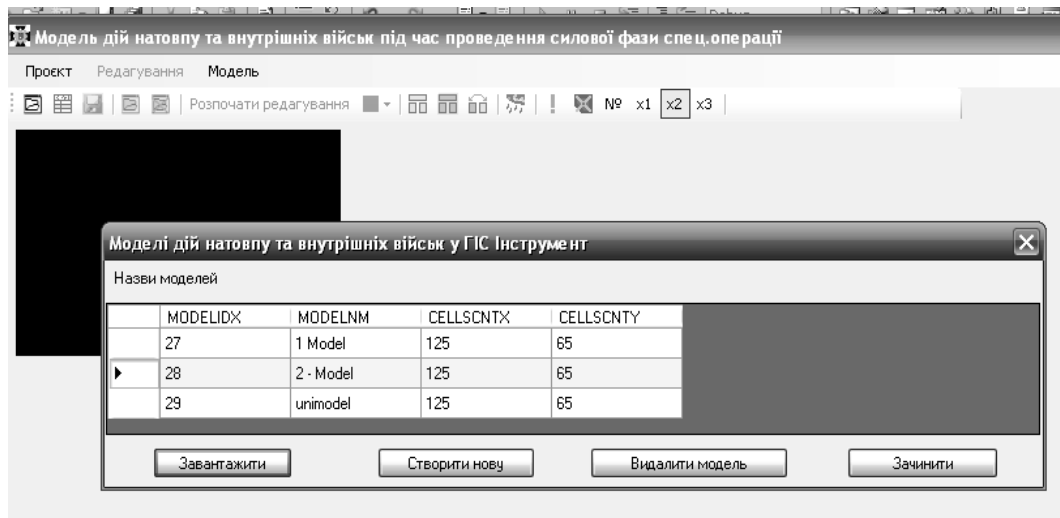 Модель дій натовпу та внутрішніх військ під час проведення силової фази спец.операції
Проєкт Редагування Модель
Розпочати редагування № x1 x2 x3
Моделі дій натовпу та внутрішніх військ у ГІС Інструмент
Назви моделей
MODELIDX MODELNM CELLSCNTX CELLSCNTY
27 1 Model 125 65
28 2 - Model 125 65
29 unimodel 125 65
Завантажити Створити нову Видалити модель Зачинити